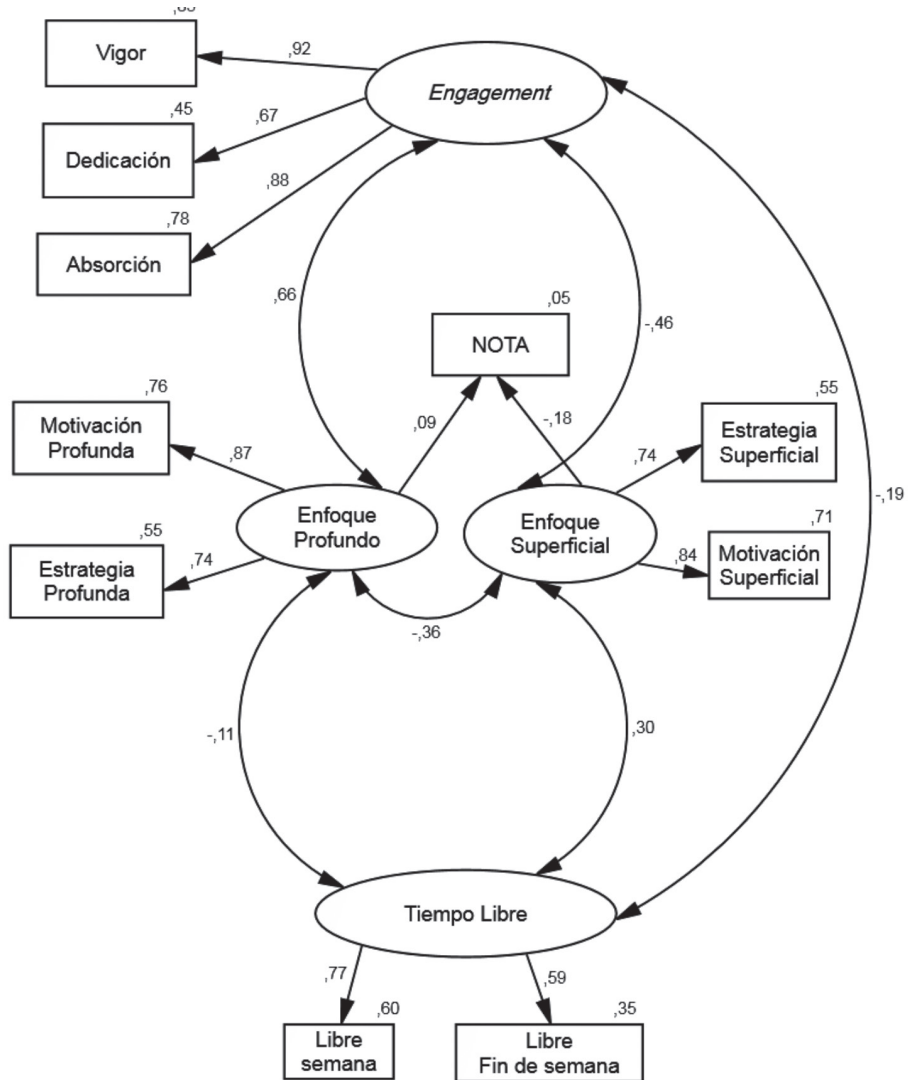 Vigor
,92
Engagement
,45
,67
Dedicación
,88
,78
Absorción
,66
,05
-,46
NOTA
,76
Motivación
Profunda
,87
,09
-,18
,55
Estrategia
Superficial
,74
-,19
Enfoque
Profundo
Enfoque
Superficial
,55
Estrategia
Profunda
,74
,71
Motivación
Superficial
,84
-,36
-,11
,30
Tiempo Libre
,77
,59
,60
Libre
semana
,35
Libre
Fin de semana